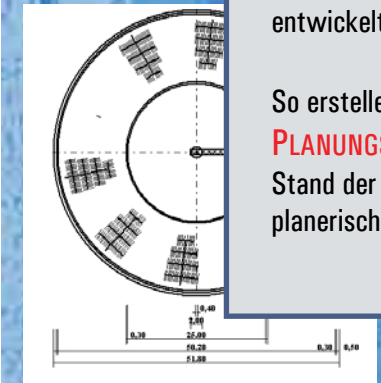 entwickelt
So erstelle
PLANUNGS
Stand der
planerisch
0,40
2,00
0,30 25,00
50,20 0,30 0,50
51,80